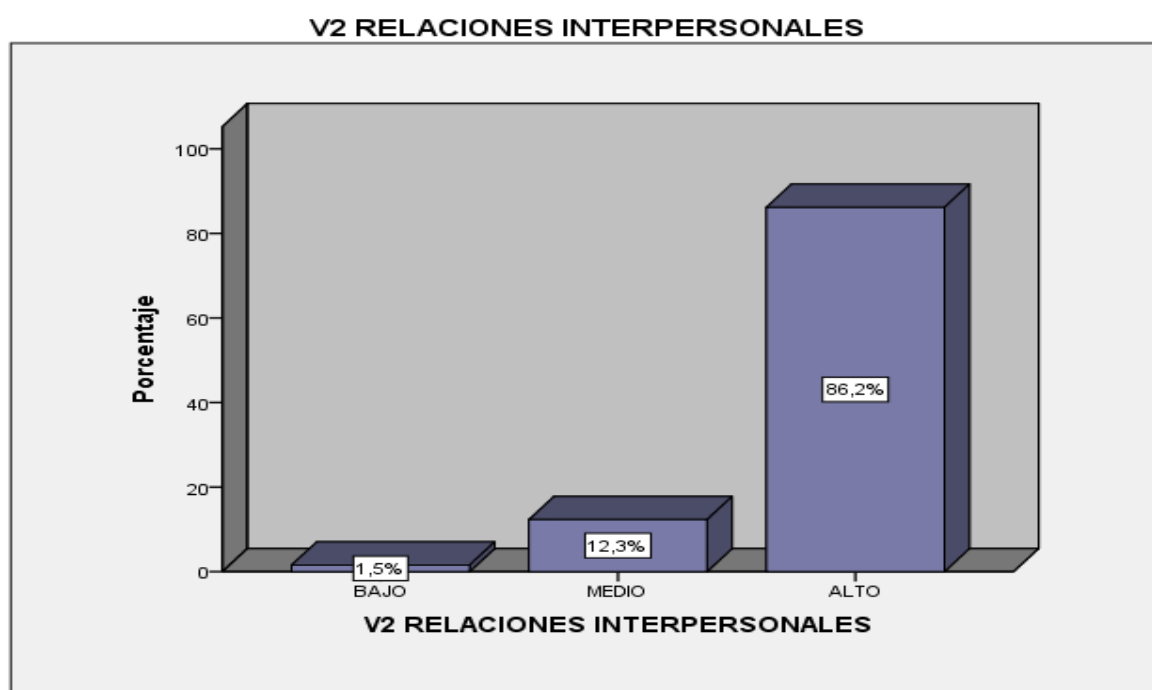 V2 RELACIONES INTERPERSONALES
100
80
60
40
20
0
Porcentaje
1,5%
12,3%
86,2%
BAJO
MEDIO
ALTO
V2 RELACIONES INTERPERSONALES